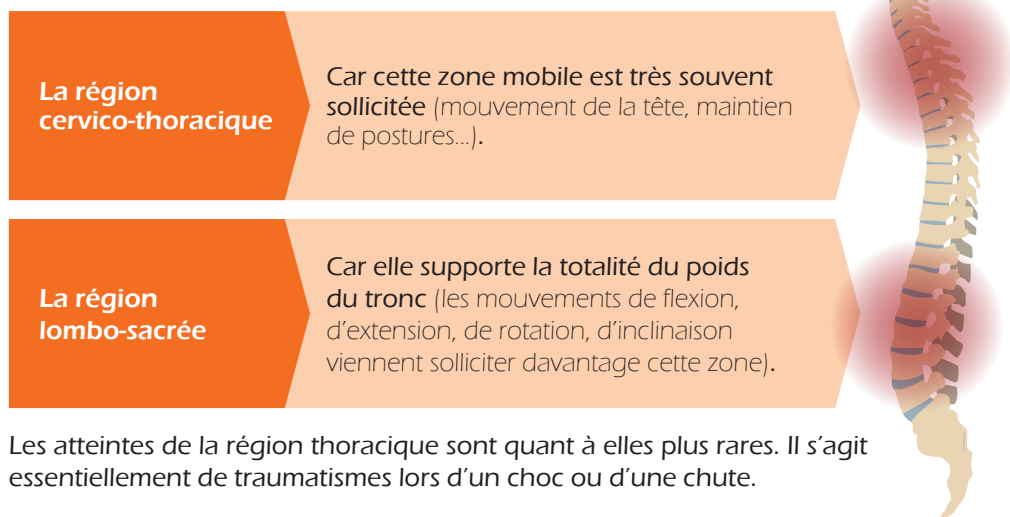 La région
cervico-thoracique
Car cette zone mobile est très souvent
sollicitée (mouvement de la tête, maintien
de postures...).
La région
lombo-sacrée
Car elle supporte la totalité du poids
du tronc (les mouvements de flexion,
d’extension, de rotation, d’inclinaison
viennent solliciter davantage cette zone).
Les atteintes de la région thoracique sont quant à elles plus rares. Il s’agit
essentiellement de traumatismes lors d’un choc ou d’une chute.